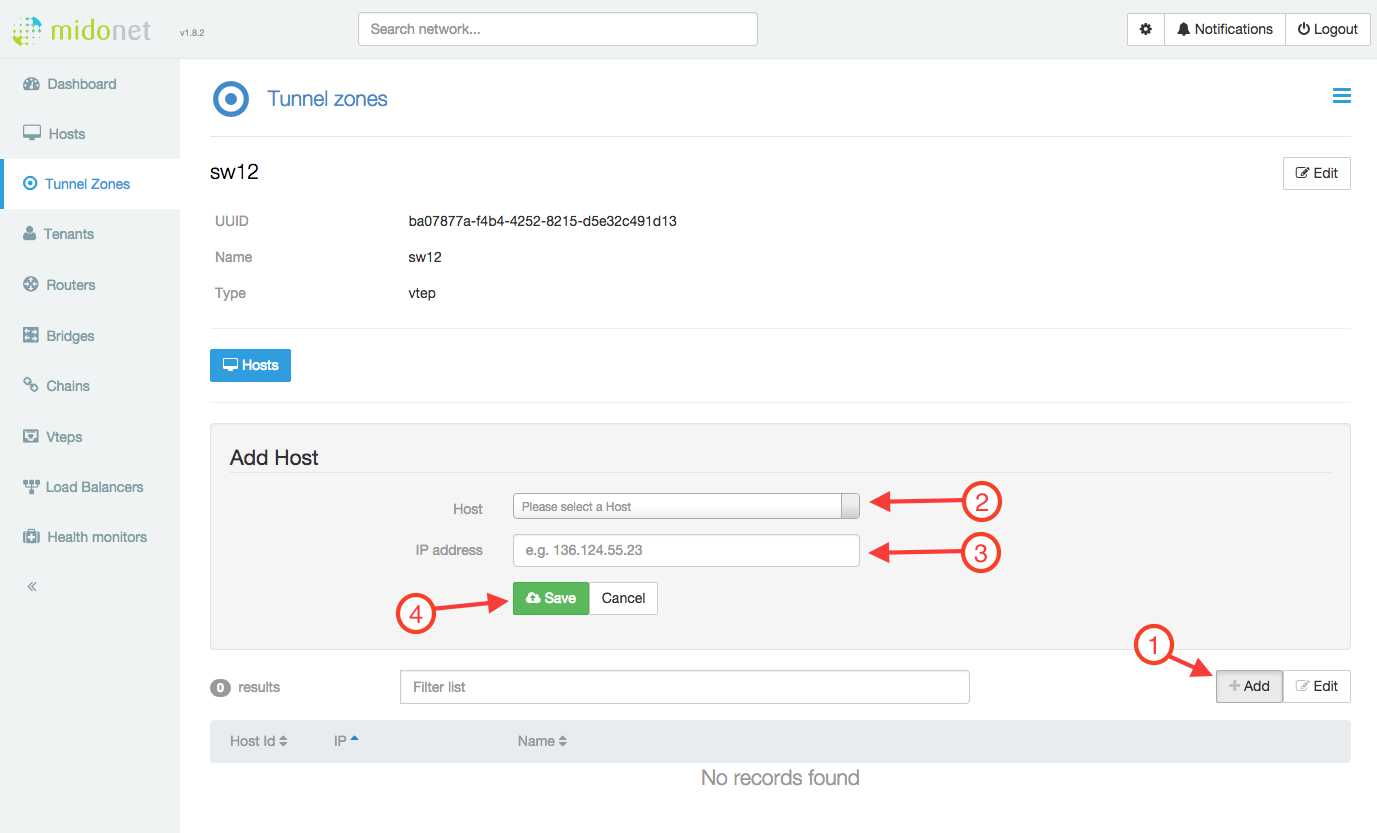 midonet v1.8.2 Search network... Notifications Logout
Dashboard
Hosts
Tunnel Zones
Tenants
Routers
Bridges
Chains
Vteps
Load Balancers
Health monitors
«
Tunnel zones
sw12 Edit
UUID ba07877a-f4b4-4252-8215-d5e32c491d13
Name sw12
Type vtep
Hosts
Add Host
Host Please select a Host 2
IP address e.g. 136.124.55.23 3
4 Save Cancel
1
0 results Filter list + Add Edit
Host Id IP Name
No records found